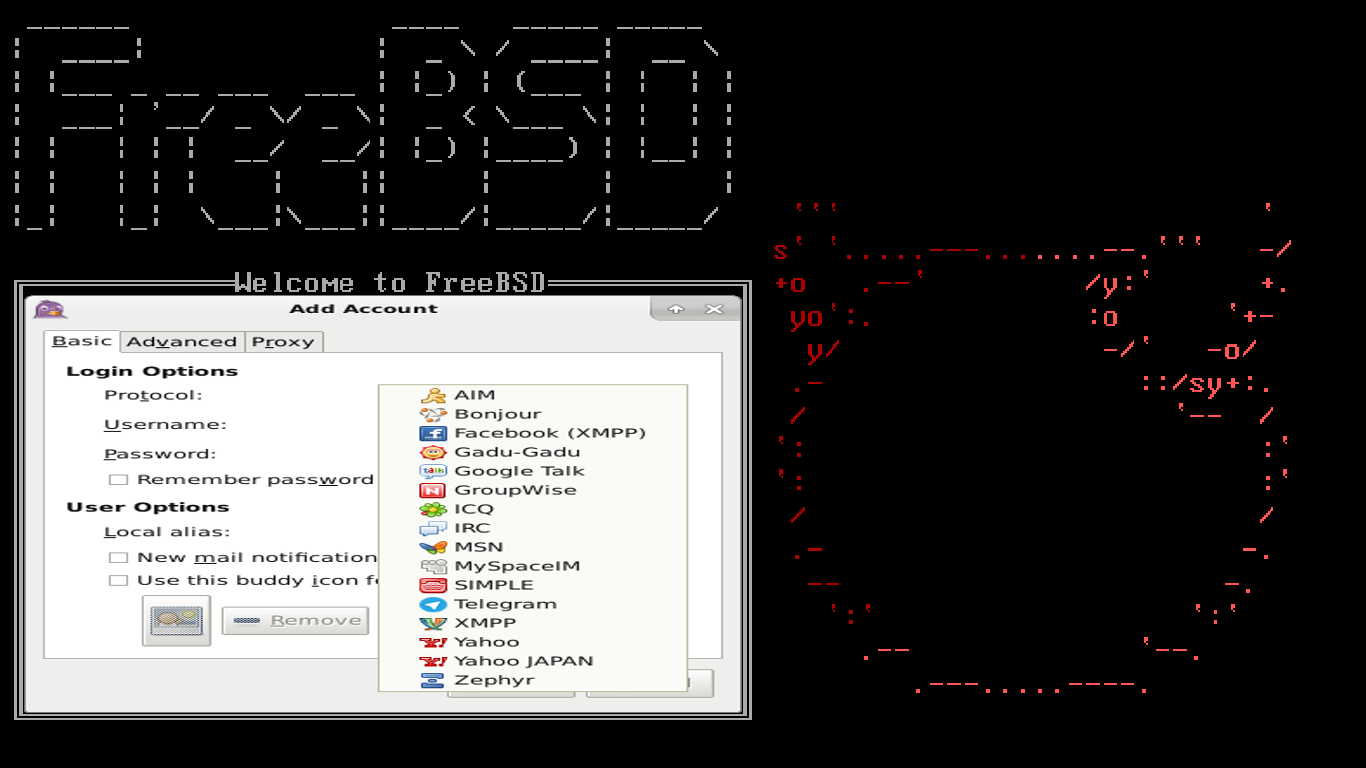 FreeBSD
Welcome to FreeBSD
Add Account
Basic Advanced Proxy
Login Options
Protocol:
Username:
Password:
Remember password
User Options
Local alias:
New mail notification
Use this buddy icon f
Remove
AIM
Bonjour
Facebook (XMPP)
Gadu-Gadu
Google Talk
GroupWise
ICQ
IRC
MSN
MySpaceIM
SIMPLE
Telegram
XMPP
Yahoo
Yahoo JAPAN
Zephyr